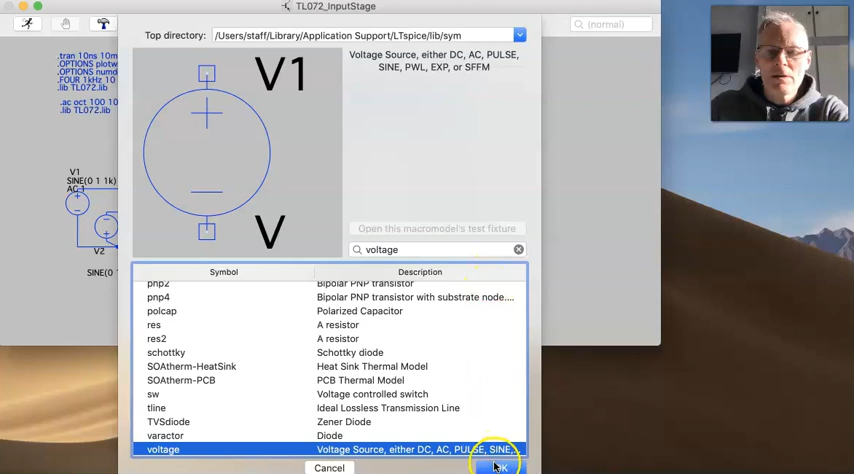 TL072_InputStage
(normal)
Top directory: /Users/staff/Library/Application Support/LTspice/lib/sym
.tran 10ns 10m
.OPTIONS plotw
.OPTIONS numd
.FOUR 1kHz 10
.lib TL072.lib
.ac oct 100 10
.lib TL072.lib
V1
SINE(0 1 1k)
AC 1
V2
SINE(0
V1
V
Voltage Source, either DC, AC, PULSE,
SINE, PWL, EXP, or SFFM
Open this macromodel's test fixture
voltage
Symbol Description
pnp2 Bipolar PNP transistor
pnp4 Bipolar PNP transistor with substrate node....
polcap Polarized Capacitor
res A resistor
res2 A resistor
schottky Schottky diode
SOAtherm-HeatSink Heat Sink Thermal Model
SOAtherm-PCB PCB Thermal Model
sw Voltage controlled switch
tline Ideal Lossless Transmission Line
TVSdiode Zener Diode
varactor Diode
voltage Voltage Source, either DC, AC, PULSE, SINE,...
Cancel OK